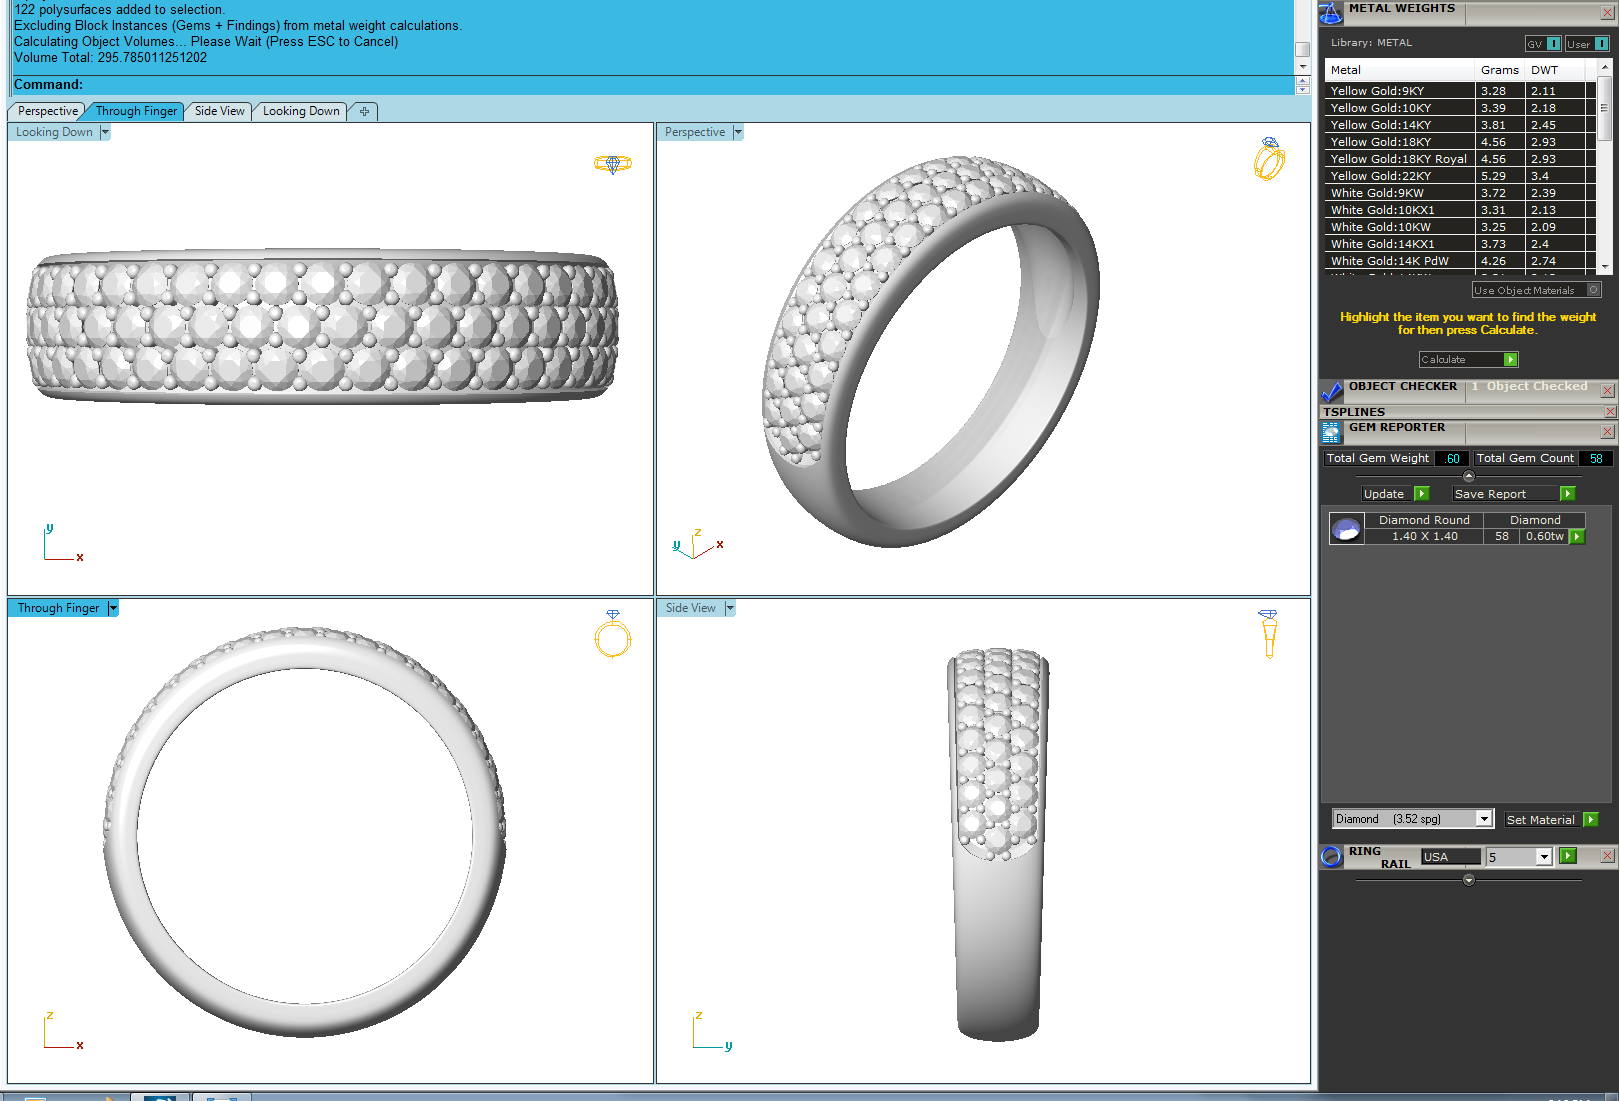 122 polysurfaces added to selection.
Excluding Block Instances (Gems + Findings) from metal weight calculations.
Calculating Object Volumes... Please Wait (Press ESC to Cancel)
Volume Total: 295.785011251202
Command:
Perspective Through Finger Side View Looking Down
Looking Down
y
x
Perspective
z
y
x
Through Finger
z
x
Side View
z
y
METAL WEIGHTS
Library: METAL GV I User I
Metal Grams DWT
Yellow Gold:9KY 3.28 2.11
Yellow Gold:10KY 3.39 2.18
Yellow Gold:14KY 3.81 2.45
Yellow Gold:18KY 4.56 2.93
Yellow Gold:18KY Royal 4.56 2.93
Yellow Gold:22KY 5.29 3.4
White Gold:9KW 3.72 2.39
White Gold:10KX1 3.31 2.13
White Gold:10KW 3.25 2.09
White Gold:14KX1 3.73 2.4
White Gold:14K PdW 4.26 2.74
Use Object Materials O
Highlight the item you want to find the weight
for then press Calculate.
Calculate
OBJECT CHECKER 1 Object Checked
TSPLINES
GEM REPORTER
Total Gem Weight .60 Total Gem Count 58
Update Save Report
Diamond Round Diamond
1.40 X 1.40 58 0.60tw
Diamond (3.52 spg) Set Material
RING RAIL USA 5